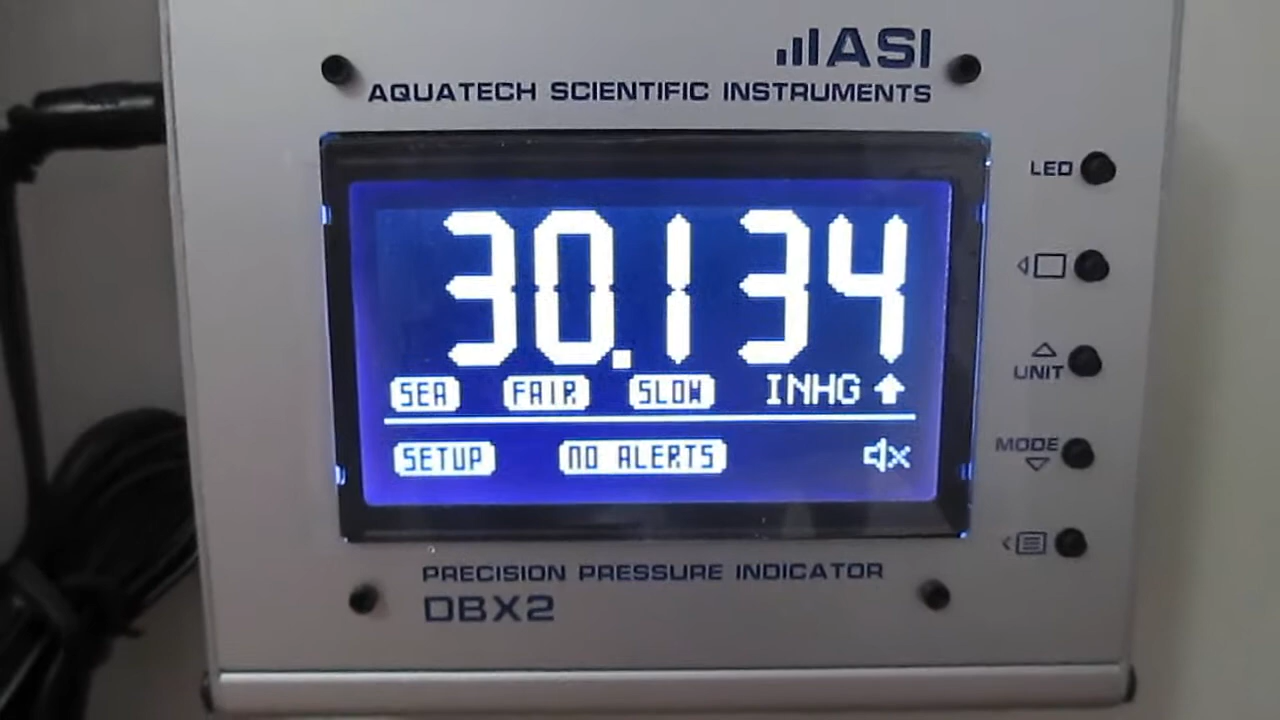 ASI
AQUATECH SCIENTIFIC INSTRUMENTS
LED
30.134
UNIT
SEA FAIR SLOW INHG
MODE
SETUP NO ALERTS
PRECISION PRESSURE INDICATOR
DBX2